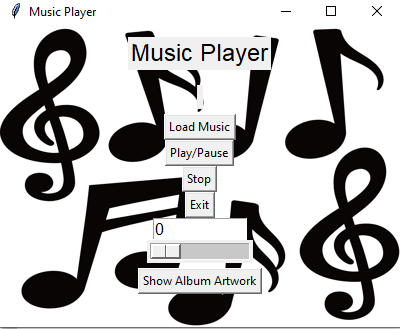 Music Player
Music Player
Load Music
Play/Pause
Stop
Exit
0
Show Album Artwork